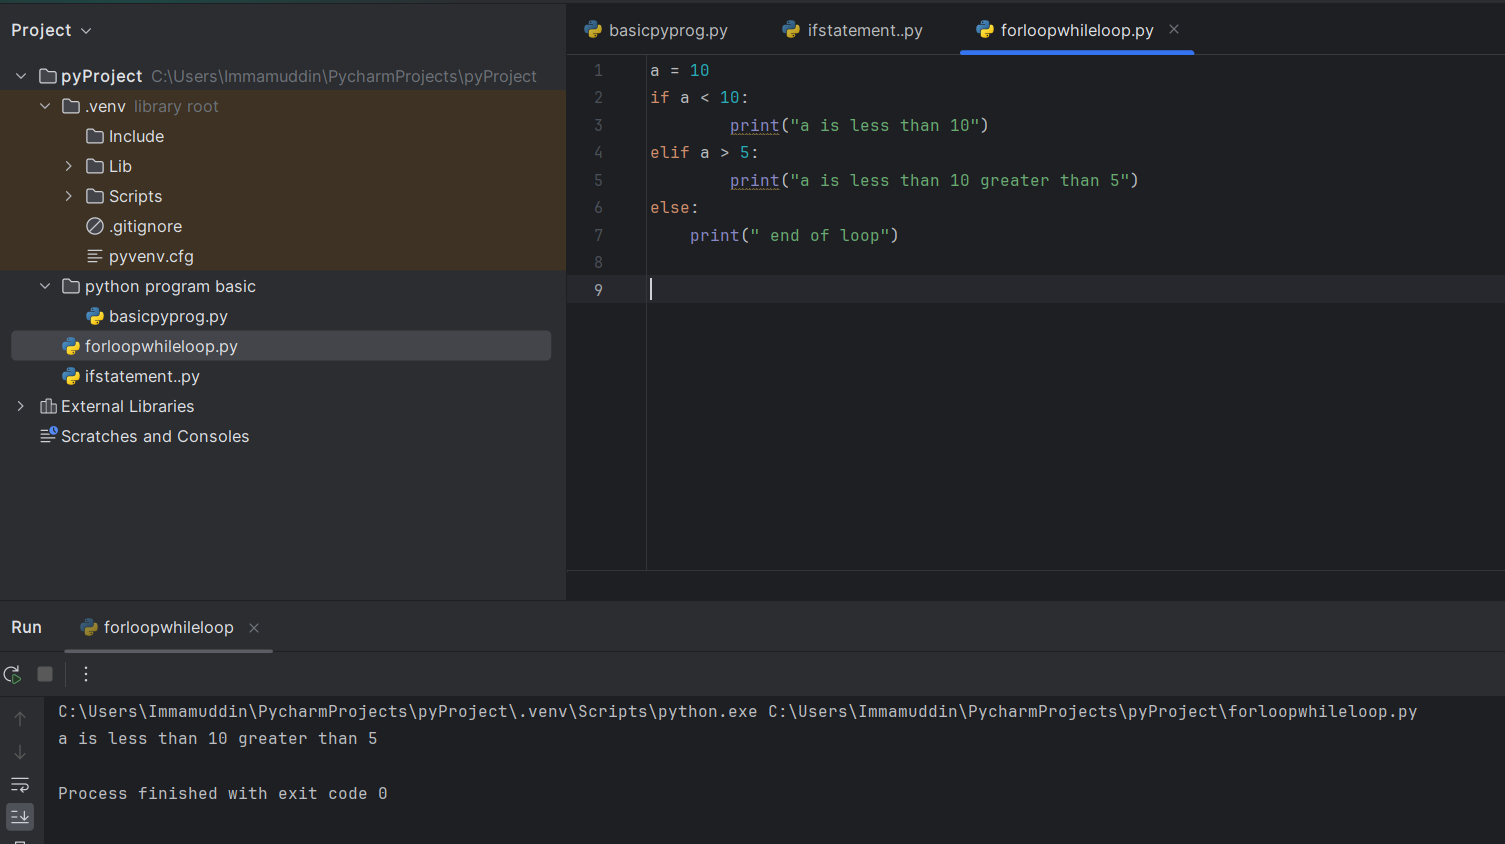 Project
pyProject C:\Users\Immamuddin\PycharmProjects\pyProject
.venv library root
Include
Lib
Scripts
.gitignore
pyvenv.cfg
python program basic
basicpyprog.py
forloopwhileloop.py
ifstatement..py
External Libraries
Scratches and Consoles
basicpyprog.py ifstatement..py forloopwhileloop.py
1 a = 10
2 if a < 10:
3 print("a is less than 10")
4 elif a > 5:
5 print("a is less than 10 greater than 5")
6 else:
7 print(" end of loop")
8
9
Run forloopwhileloop
C:\Users\Immamuddin\PycharmProjects\pyProject\.venv\Scripts\python.exe C:\Users\Immamuddin\PycharmProjects\pyProject\forloopwhileloop.py
a is less than 10 greater than 5
Process finished with exit code 0